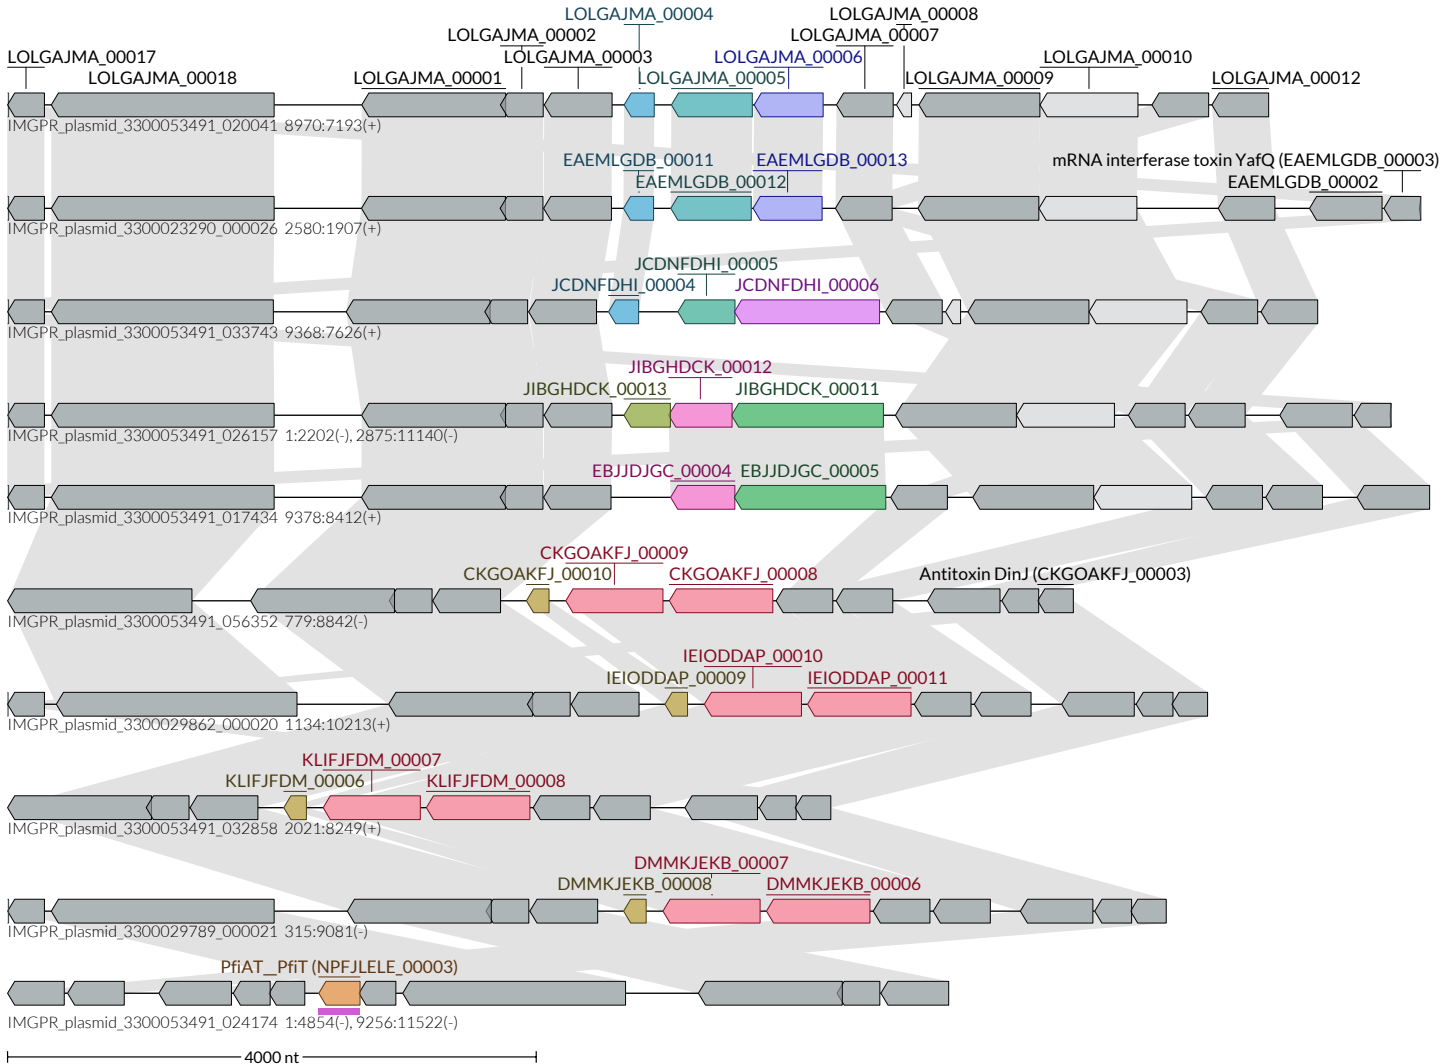 LOLGAJMA_00004 LOLGAJMA_00008
LOLGAJMA_00002 LOLGAJMA_00007
LOLGAJMA_00017 LOLGAJMA_00003 LOLGAJMA_00006 LOLGAJMA_00010
LOLGAJMA_00018 LOLGAJMA_00001 LOLGAJMA_00005 LOLGAJMA_00009 LOLGAJMA_00012
IMGPR_plasmid_3300053491_020041 8970:7193(+)
EAEMLGDB_00011 EAEMLGDB_00013 mRNA interferase toxin YafQ (EAEMLGDB_00003)
EAEMLGDB_00012 EAEMLGDB_00002
IMGPR_plasmid_3300023290_000026 2580:1907(+)
JCDNFDHI_00005
JCDNFDHI_00004 JCDNFDHI_00006
IMGPR_plasmid_3300053491_033743 9368:7626(+)
JIBGHDCK_00012
JIBGHDCK_00013 JIBGHDCK_00011
IMGPR_plasmid_3300053491_026157 1:2202(-), 2875:11140(-)
EBJJDJGC_00004 EBJJDJGC_00005
IMGPR_plasmid_3300053491_017434 9378:8412(+)
CKGOAKFJ_00009
CKGOAKFJ_00010 CKGOAKFJ_00008 Antitoxin DinJ (CKGOAKFJ_00003)
IMGPR_plasmid_3300053491_056352 779:8842(-)
IEIODDAP_00010
IEIODDAP_00009 IEIODDAP_00011
IMGPR_plasmid_3300029862_000020 1134:10213(+)
KLIFJFDM_00007
KLIFJFDM_00006 KLIFJFDM_00008
IMGPR_plasmid_3300053491_032858 2021:8249(+)
DMMKJEKB_00007
DMMKJEKB_00008 DMMKJEKB_00006
IMGPR_plasmid_3300029789_000021 315:9081(-)
PfiAT__PfiT (NPFJLELE_00003)
IMGPR_plasmid_3300053491_024174 1:4854(-), 9256:11522(-)
4000 nt